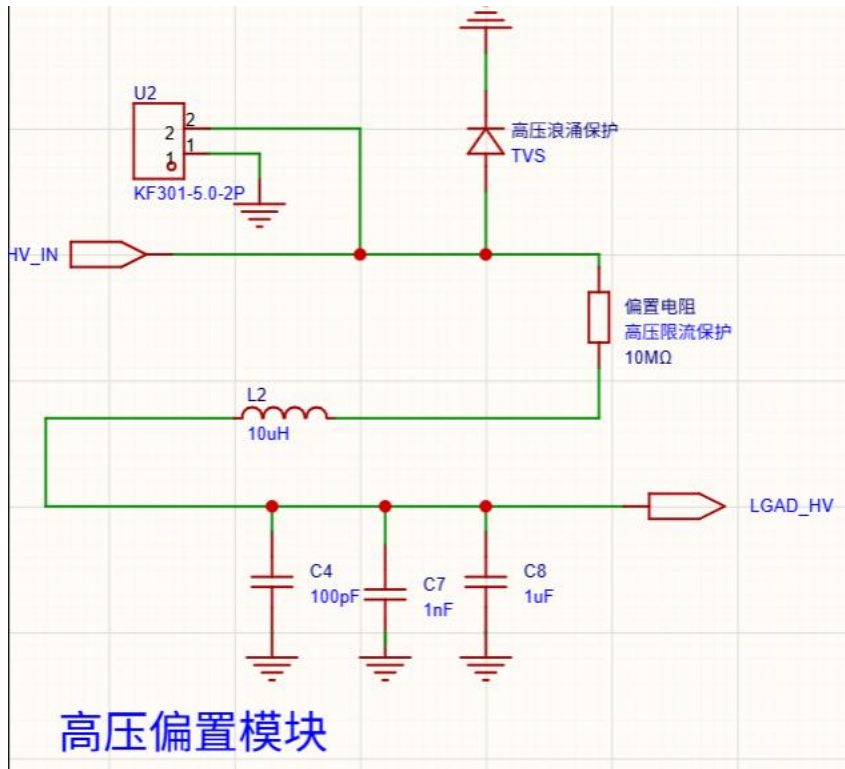 U2
2
2
1
1
KF301-5.0-2P
高压浪涌保护
TVS
HV_IN
偏置电阻
高压限流保护
10MΩ
L2
10uH
LGAD_HV
C4
100pF
C7
1nF
C8
1uF
高压偏置模块